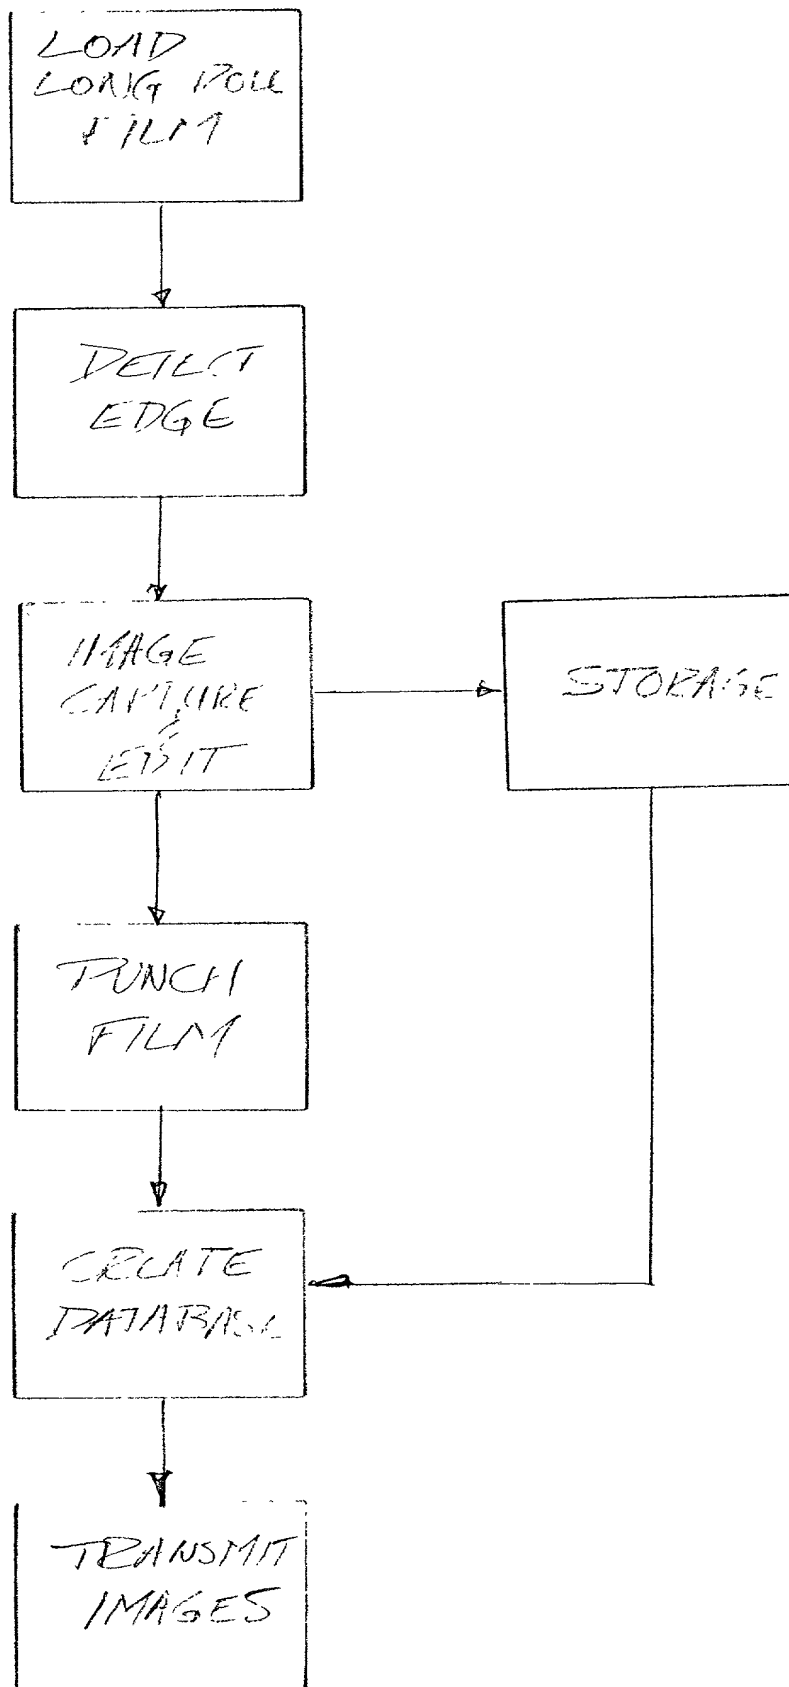 LOAD
LONG ROLL
FILM
DETECT
EDGE
IMAGE
CAPTURE
&
EDIT
STORAGE
PUNCH
FILM
CREATE
DATABASE
TRANSMIT
IMAGES